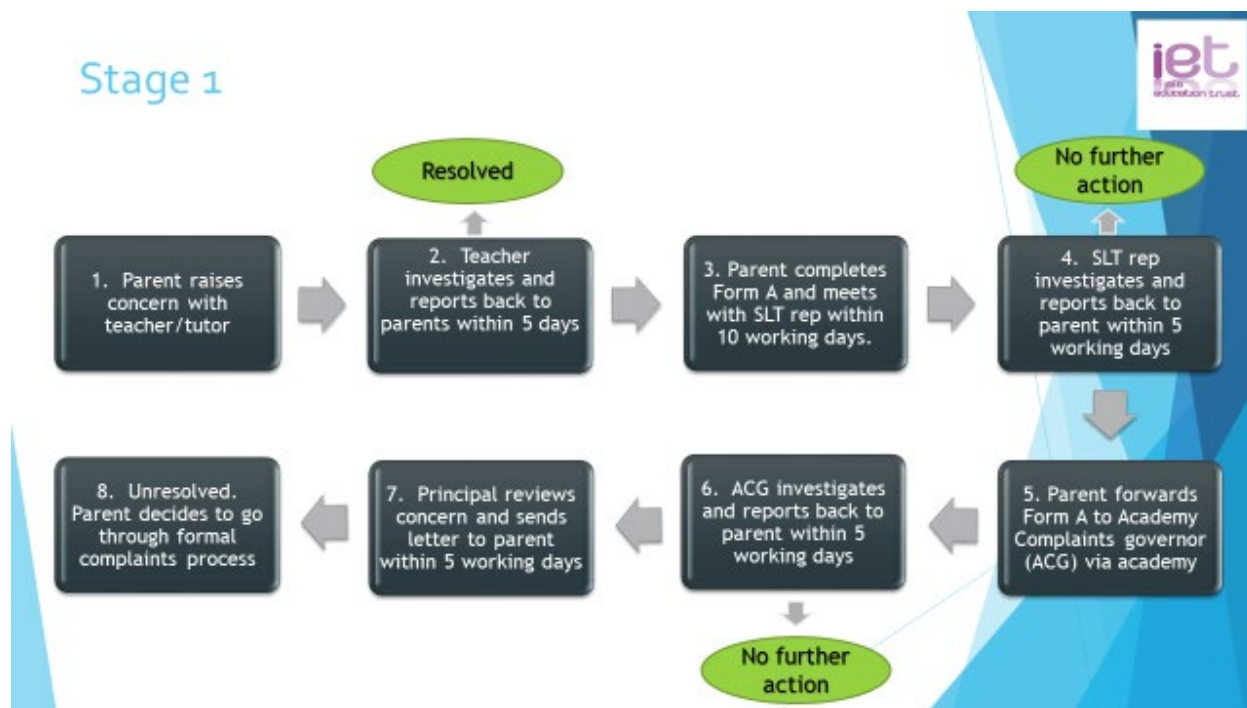 Stage 1
iet
education trust
Resolved
No further
action
1. Parent raises
concern with
teacher/tutor
2. Teacher
investigates and
reports back to
parents within 5 days
3. Parent completes
Form A and meets
with SLT rep within
10 working days.
4. SLT rep
investigates and
reports back to
parent within 5
working days
8. Unresolved.
Parent decides to go
through formal
complaints process
7. Principal reviews
concern and sends
letter to parent
within 5 working days
6. ACG investigates
and reports back to
parent within 5
working days
5. Parent forwards
Form A to Academy
Complaints governor
(ACG) via academy
No further
action